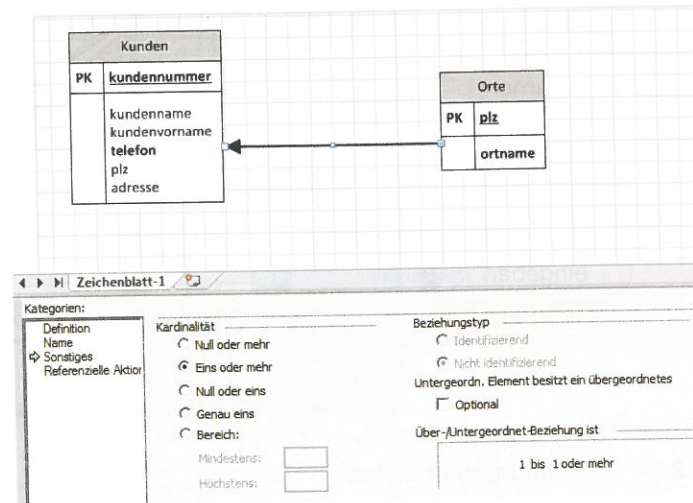 Kunden
PK kundennummer
kundenname
kundenvorname
telefon
plz
adresse
Orte
PK plz
ortname
Zeichenblatt-1
Kategorien:
Definition
Name
Sonstiges
Referenzielle Aktior
Kardinalität
Null oder mehr
Eins oder mehr
Null oder eins
Genau eins
Bereich:
Mindestens:
Höchstens:
Beziehungstyp
Identifizierend
Nicht identifizierend
Untergeordn. Element besitzt ein übergeordnetes
Optional
Über-/Untergeordnet-Beziehung ist
1 bis 1 oder mehr